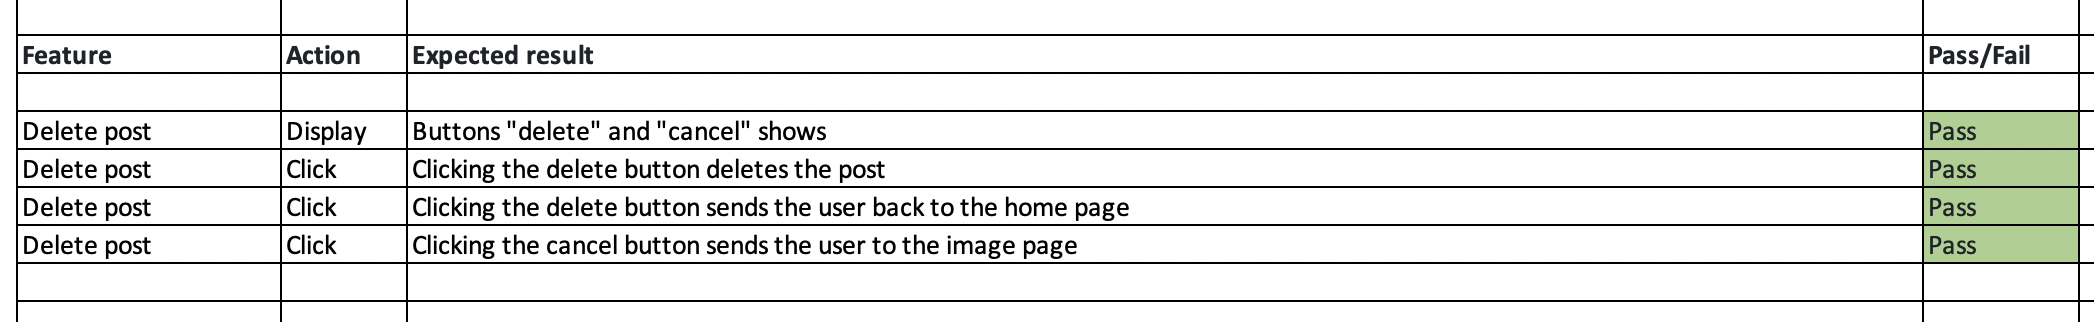 Feature Action Expected result Pass/Fail
Delete post Display Buttons "delete" and "cancel" shows Pass
Delete post Click Clicking the delete button deletes the post Pass
Delete post Click Clicking the delete button sends the user back to the home page Pass
Delete post Click Clicking the cancel button sends the user to the image page Pass